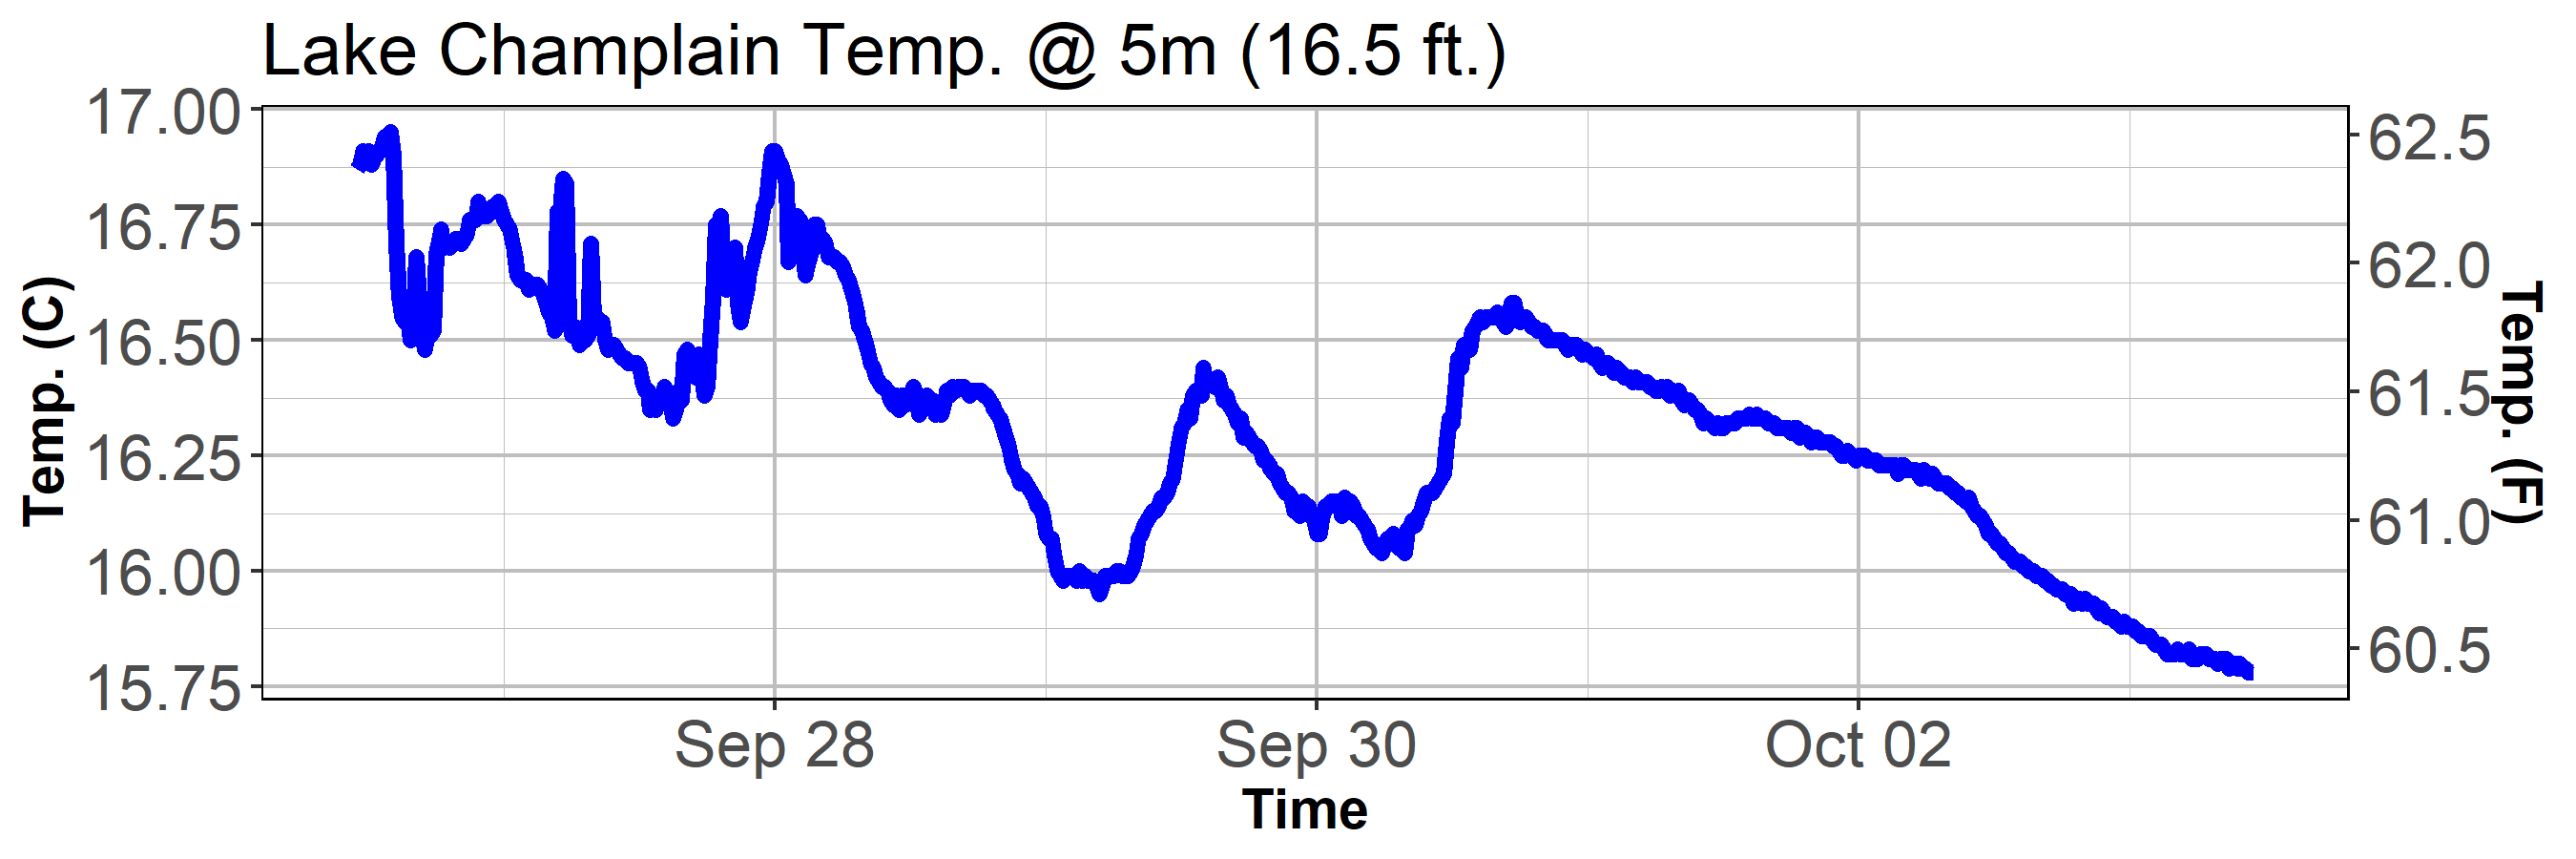 Lake Champlain Temp. @ 5m (16.5 ft.)
Temp. (C)
17.00
16.75
16.50
16.25
16.00
15.75
62.5
62.0
61.5
61.0
60.5
Temp. (F)
Sep 28 Sep 30 Oct 02
Time